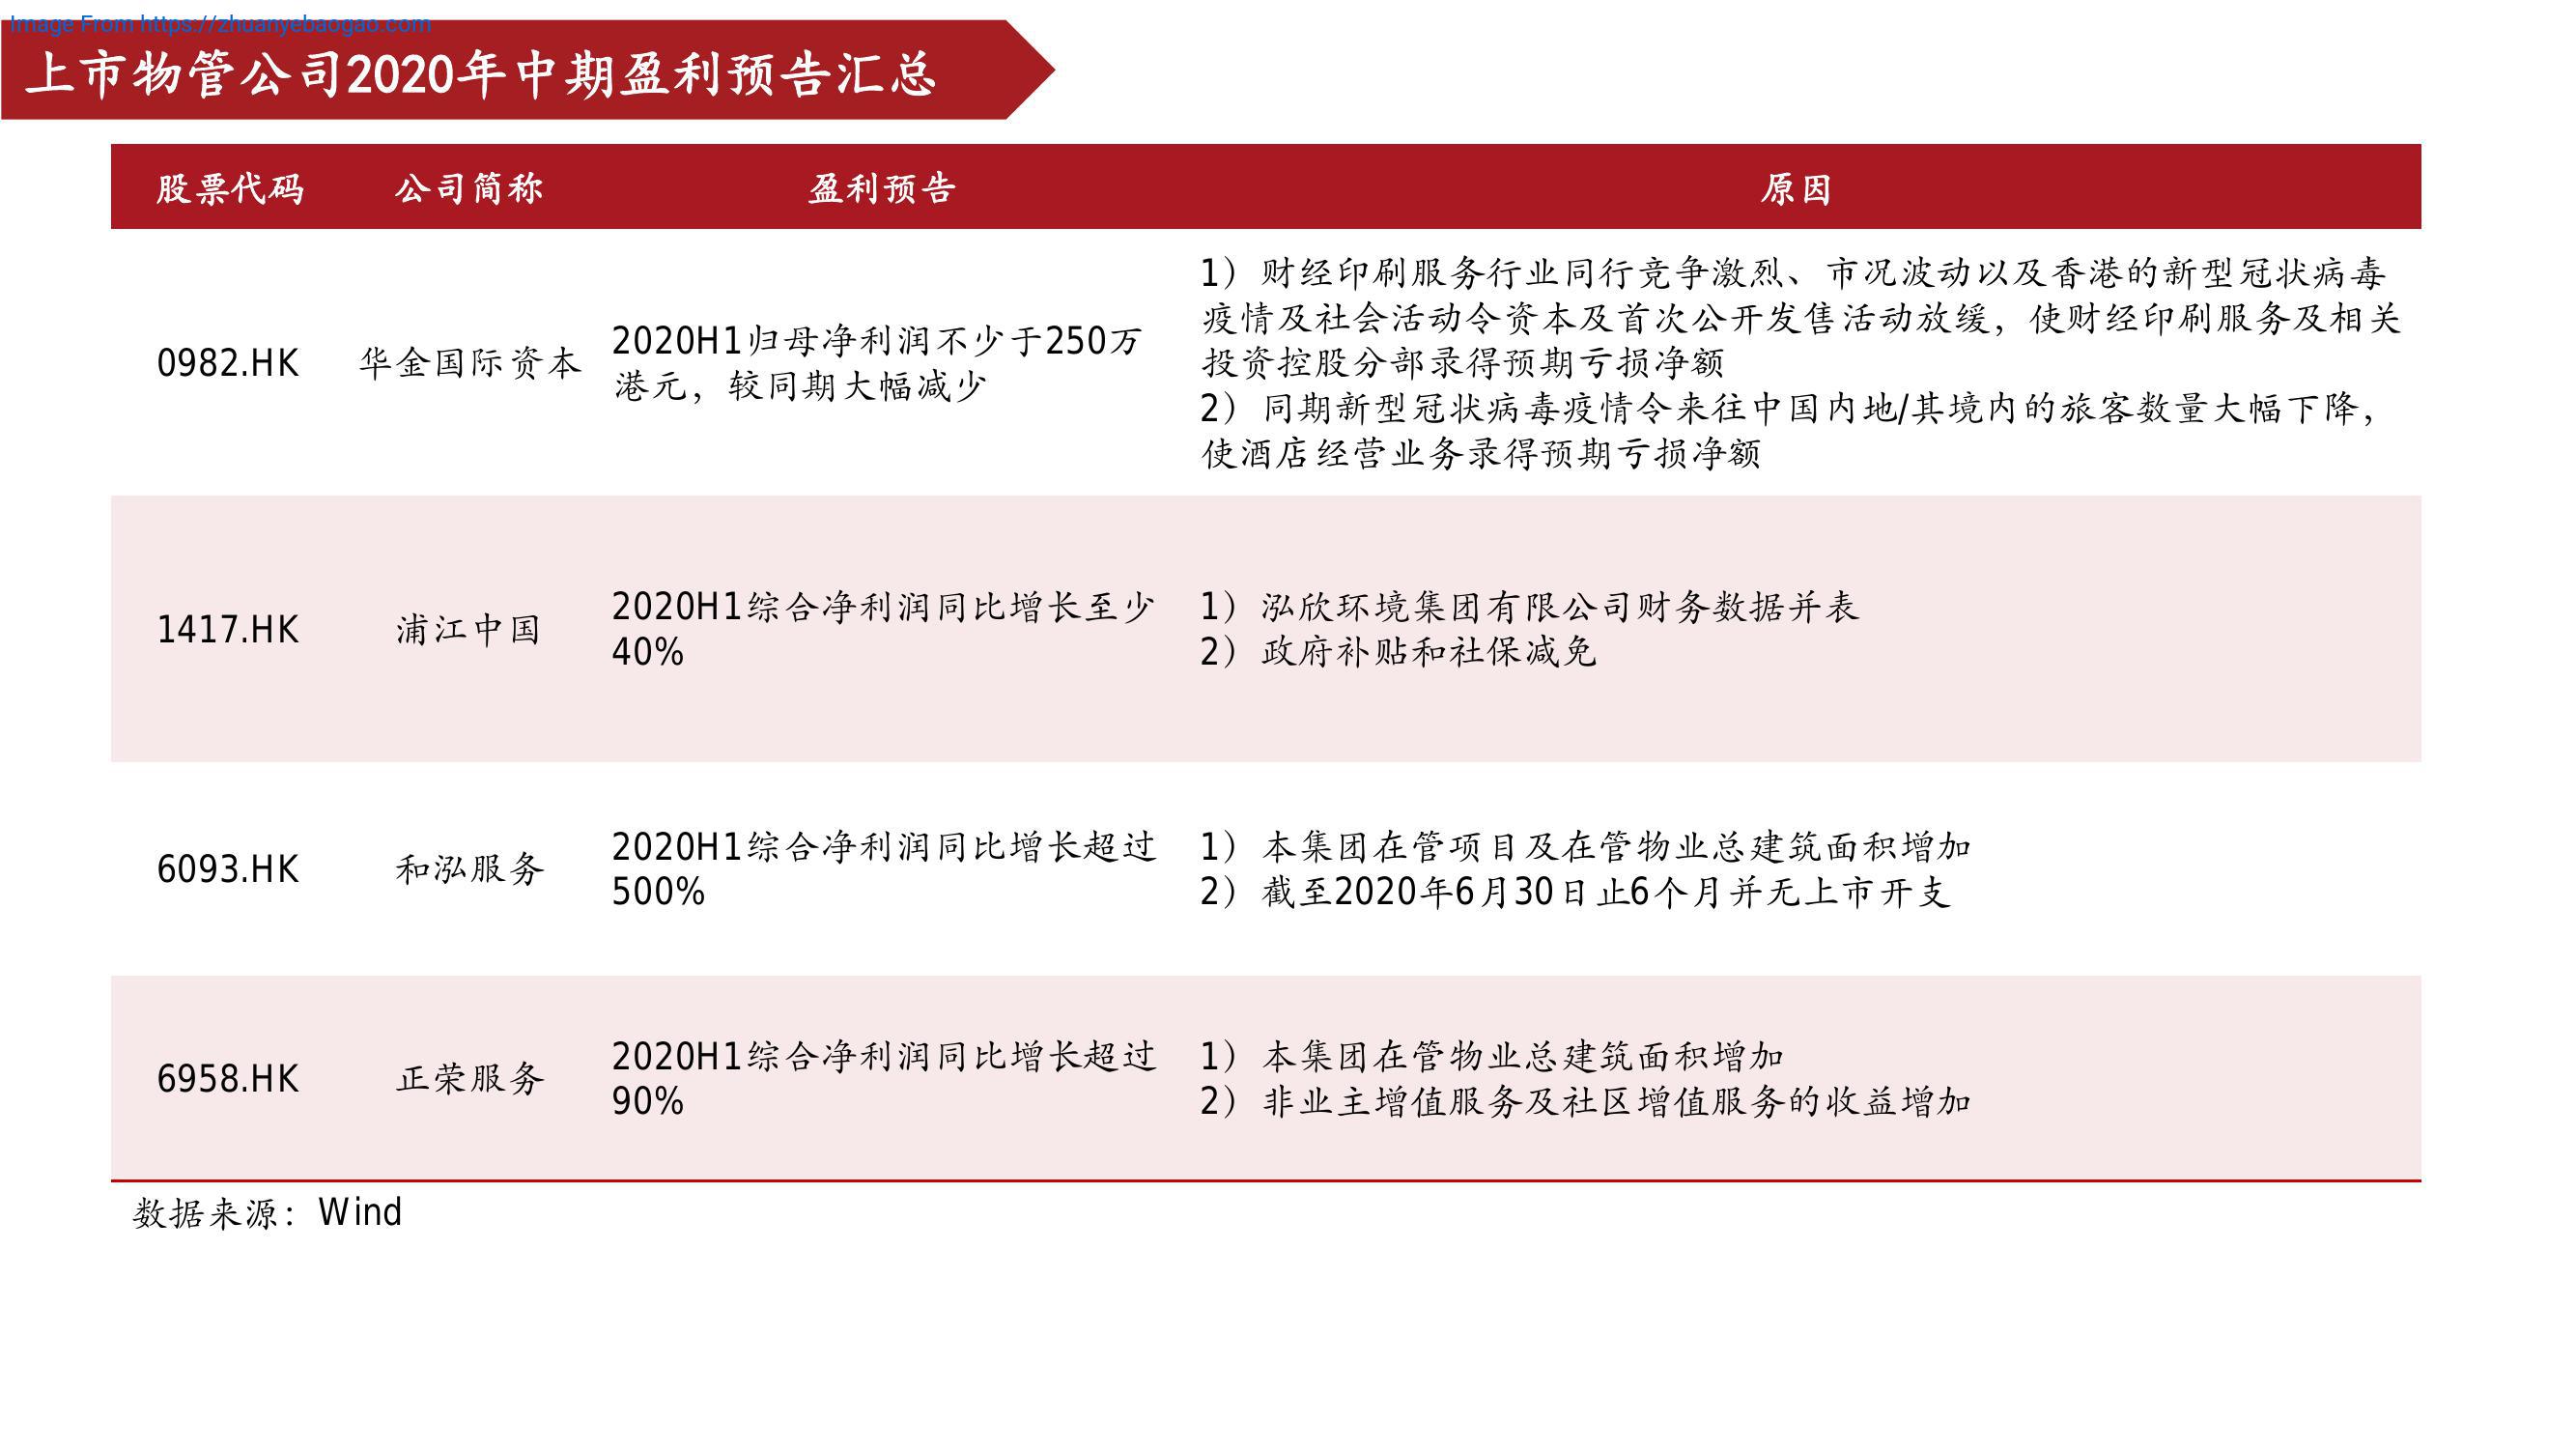 Image From https://zhuanyebaogao.com
上市物管公司2020年中期盈利预告汇总
股票代码 公司简称 盈利预告 原因
0982.HK 华金国际资本
2020H1归母净利润不少于250万
港元，较同期大幅减少
1）财经印刷服务行业同行竞争激烈、市况波动以及香港的新型冠状病毒
疫情及社会活动令资本及首次公开发售活动放缓，使财经印刷服务及相关
投资控股分部录得预期亏损净额
2）同期新型冠状病毒疫情令来往中国内地/其境内的旅客数量大幅下降，
使酒店经营业务录得预期亏损净额
1417.HK 浦江中国
2020H1综合净利润同比增长至少
40%
1）泓欣环境集团有限公司财务数据并表
2）政府补贴和社保减免
6093.HK 和泓服务
2020H1综合净利润同比增长超过
500%
1）本集团在管项目及在管物业总建筑面积增加
2）截至2020年6月30日止6个月并无上市开支
6958.HK 正荣服务
2020H1综合净利润同比增长超过
90%
1）本集团在管物业总建筑面积增加
2）非业主增值服务及社区增值服务的收益增加
数据来源：Wind